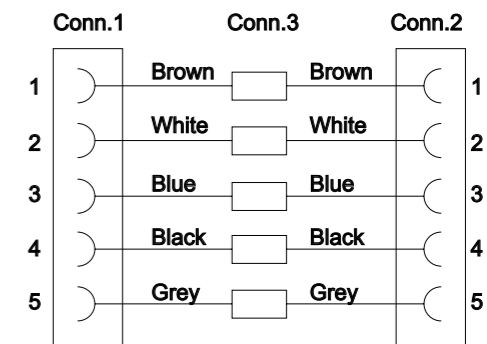 Conn.1 Conn.3 Conn.2
1 Brown Brown 1
2 White White 2
3 Blue Blue 3
4 Black Black 4
5 Grey Grey 5